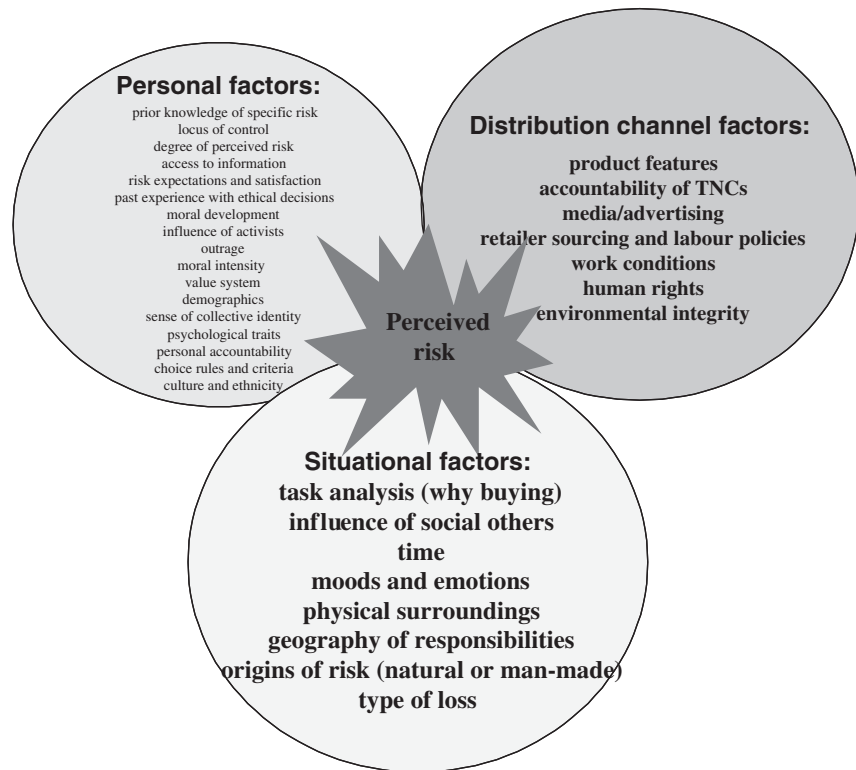 Personal factors:
prior knowledge of specific risk
locus of control
degree of perceived risk
access to information
risk expectations and satisfaction
past experience with ethical decisions
moral development
influence of activists
outrage
moral intensity
value system
demographics
sense of collective identity
psychological traits
personal accountability
choice rules and criteria
culture and ethnicity
Distribution channel factors:
product features
accountability of TNCs
media/advertising
retailer sourcing and labour policies
work conditions
human rights
environmental integrity
Perceived
risk
Situational factors:
task analysis (why buying)
influence of social others
time
moods and emotions
physical surroundings
geography of responsibilities
origins of risk (natural or man-made)
type of loss